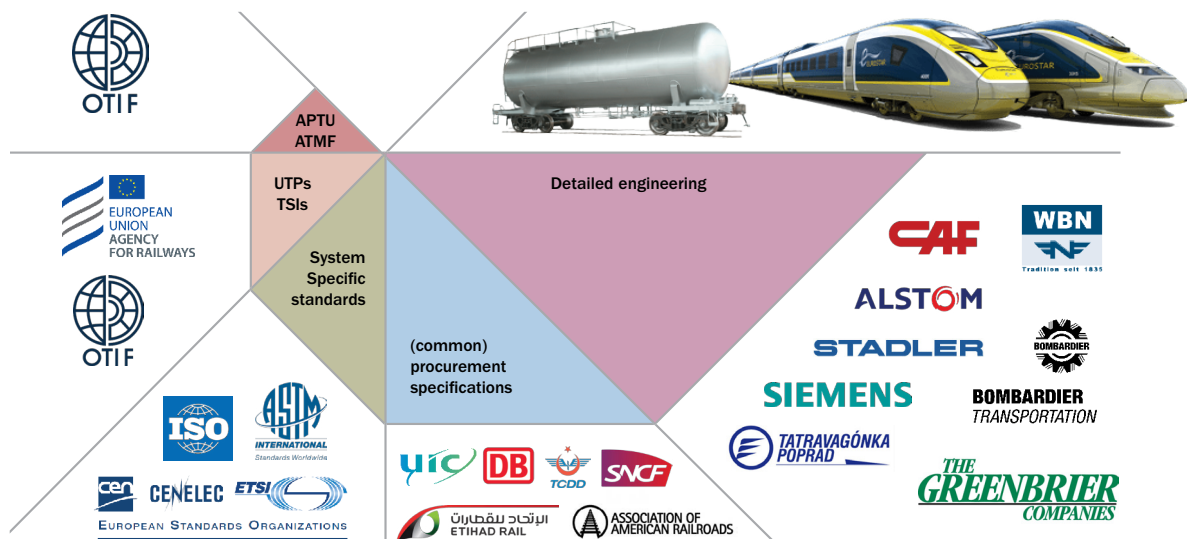 OTIF
APTU
ATMF
EUROSTAR
EUROSTAR
EUROPEAN
UNION
AGENCY
FOR RAILWAYS
OTIF
UTPs
TSIs
System
Specific
standards
(common)
procurement
specifications
Detailed engineering
ISO
ASTM
INTERNATIONAL
Standards Worldwide
cen
CENELEC
ETSI
EUROPEAN STANDARDS ORGANIZATIONS
uic
DB
TCDD
SNCF
الإتحاد للقطارات
ETIHAD RAIL
ASSOCIATION OF
AMERICAN RAILROADS
CAF
WBN
Tradition seit 1835
ALSTOM
STADLER
BOMBARDIER
SIEMENS
BOMBARDIER
TRANSPORTATION
TATRAVAGÓNKA
POPRAD
THE
GREENBRIER
COMPANIES